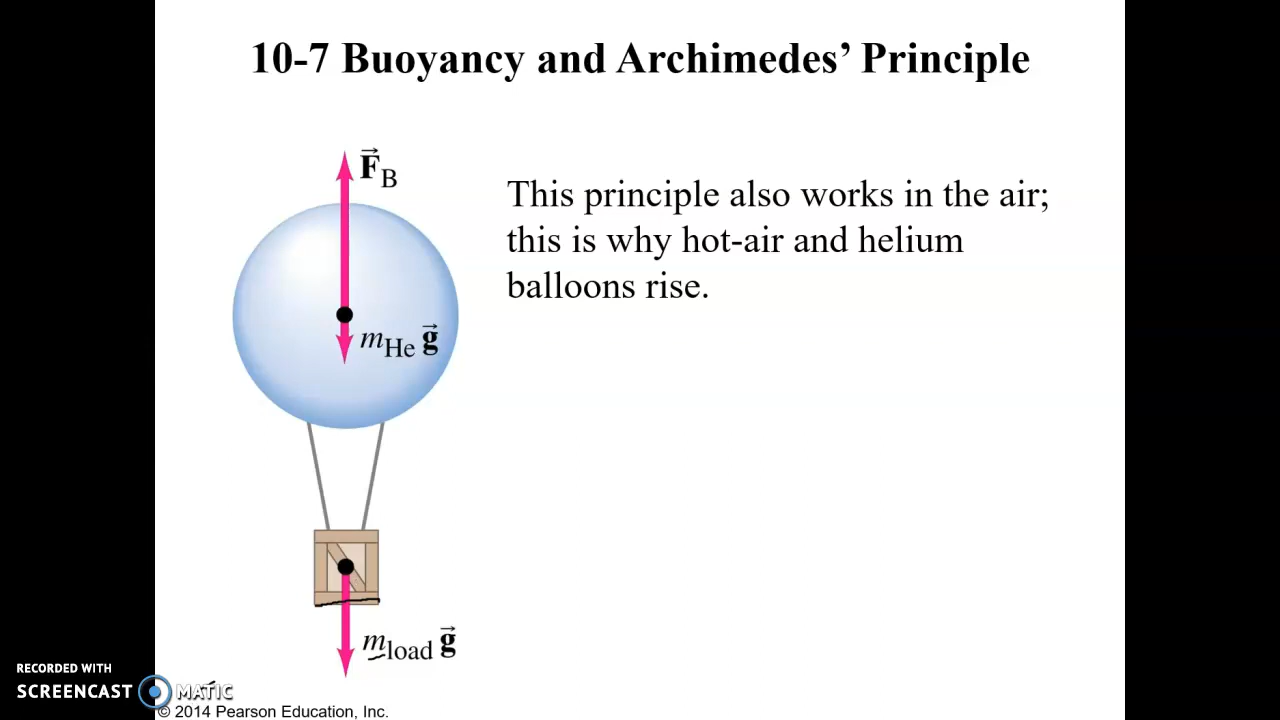 10-7 Buoyancy and Archimedes’ Principle
F⃗B
This principle also works in the air;
this is why hot-air and helium
balloons rise.
mHe g⃗
mload g⃗
RECORDED WITH
SCREENCAST MATIC
© 2014 Pearson Education, Inc.